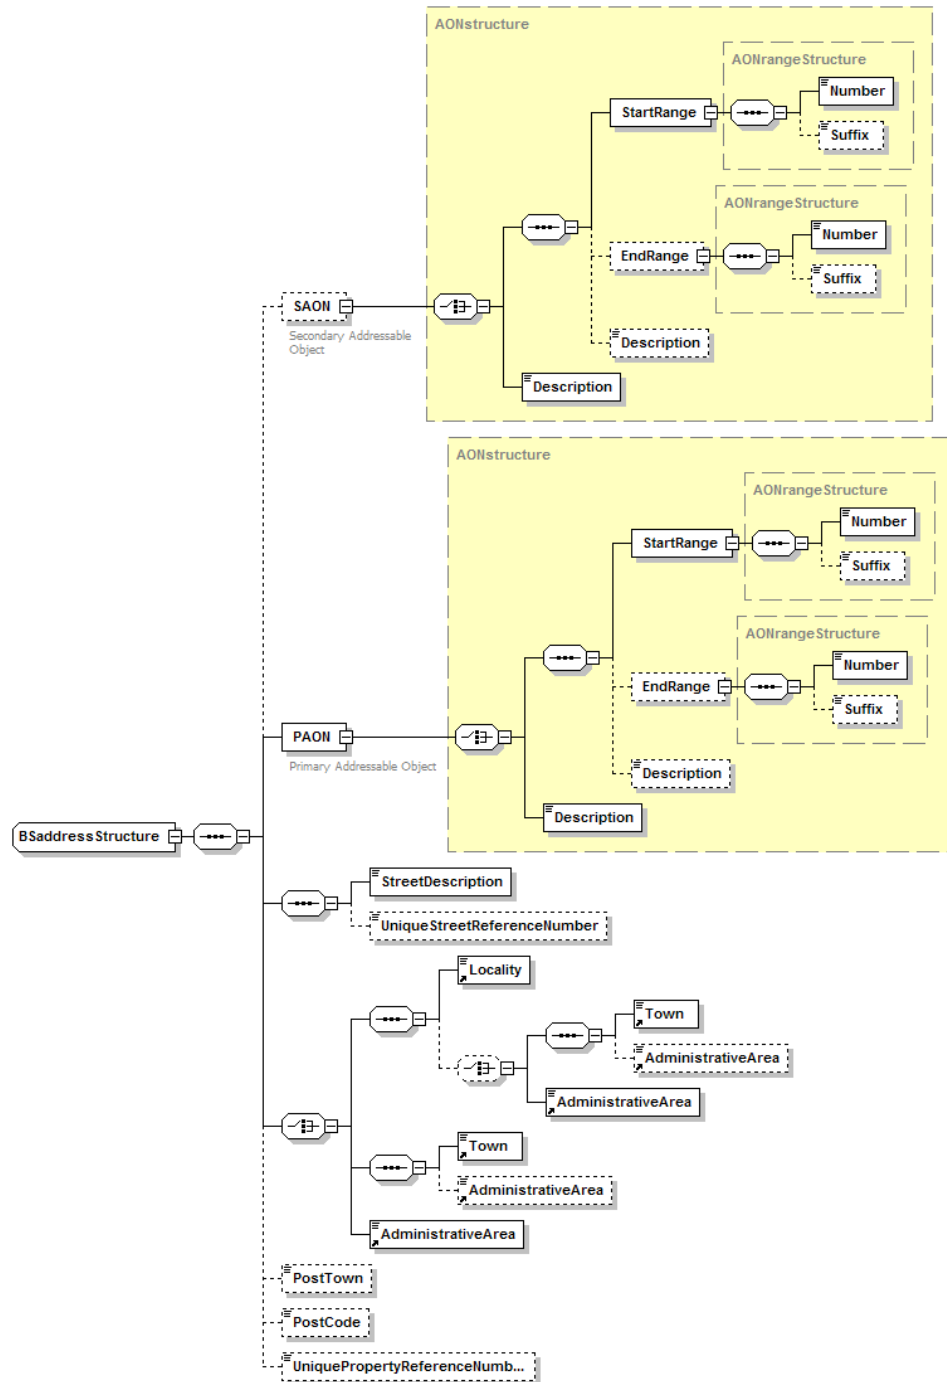 AONstructure
AONrangeStructure
Number
StartRange
Suffix
AONrangeStructure
Number
EndRange
Suffix
SAON
Secondary Addressable
Object
Description
Description
AONstructure
AONrangeStructure
Number
StartRange
Suffix
AONrangeStructure
Number
EndRange
Suffix
PAON
Primary Addressable Object
Description
Description
BSaddressStructure
StreetDescription
UniqueStreetReferenceNumber
Locality
Town
AdministrativeArea
AdministrativeArea
Town
AdministrativeArea
AdministrativeArea
PostTown
PostCode
UniquePropertyReferenceNumb...